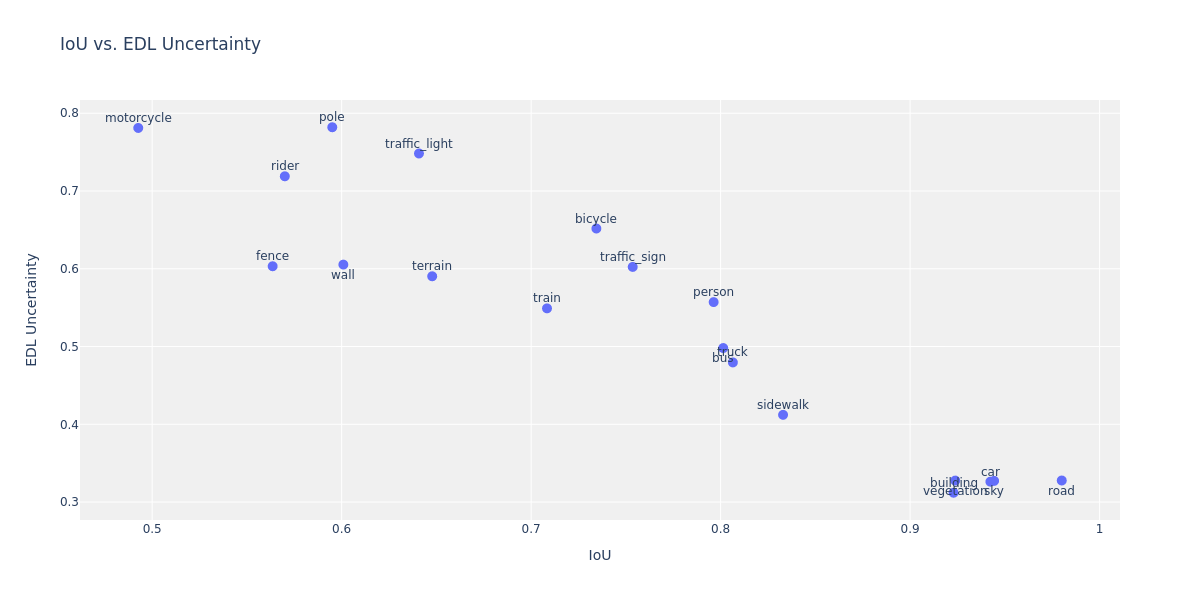 IoU vs. EDL Uncertainty
0.8
motorcycle
pole
traffic_light
rider
0.7
bicycle
fence
traffic_sign
0.6
wall
terrain
person
train
EDL Uncertainty
0.5
truck
bus
sidewalk
0.4
car
building
vegetation
sky
road
0.3
0.5
0.6
0.7
0.8
0.9
1
IoU